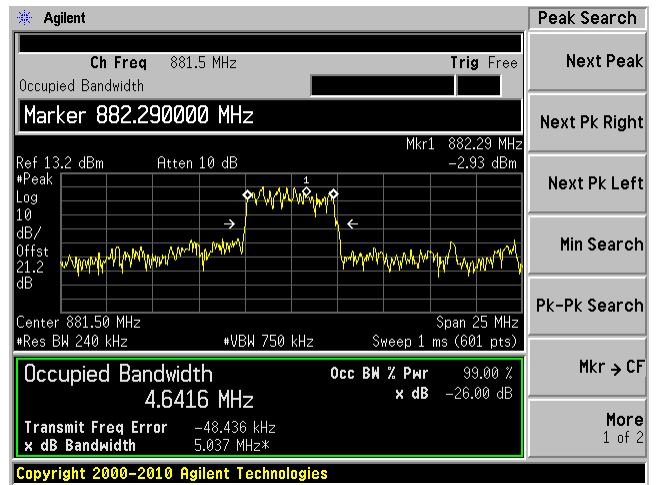 Agilent
Peak Search
Ch Freq 881.5 MHz Trig Free
Occupied Bandwidth
Marker 882.290000 MHz
Mkr1 882.29 MHz
Ref 13.2 dBm Atten 10 dB -2.93 dBm
#Peak
Log
10
dB/
Offst
21.2
dB
1
Center 881.50 MHz Span 25 MHz
#Res BW 240 kHz #VBW 750 kHz Sweep 1 ms (601 pts)
Occupied Bandwidth Occ BW % Pwr 99.00 %
4.6416 MHz x dB -26.00 dB
Transmit Freq Error -48.436 kHz
x dB Bandwidth 5.037 MHz*
Next Peak
Next Pk Right
Next Pk Left
Min Search
Pk-Pk Search
Mkr → CF
More
1 of 2
Copyright 2000-2010 Agilent Technologies